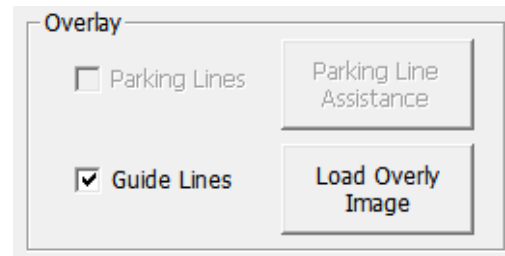 Overlay
Parking Lines
Parking Line
Assistance
Guide Lines
Load Overly
Image